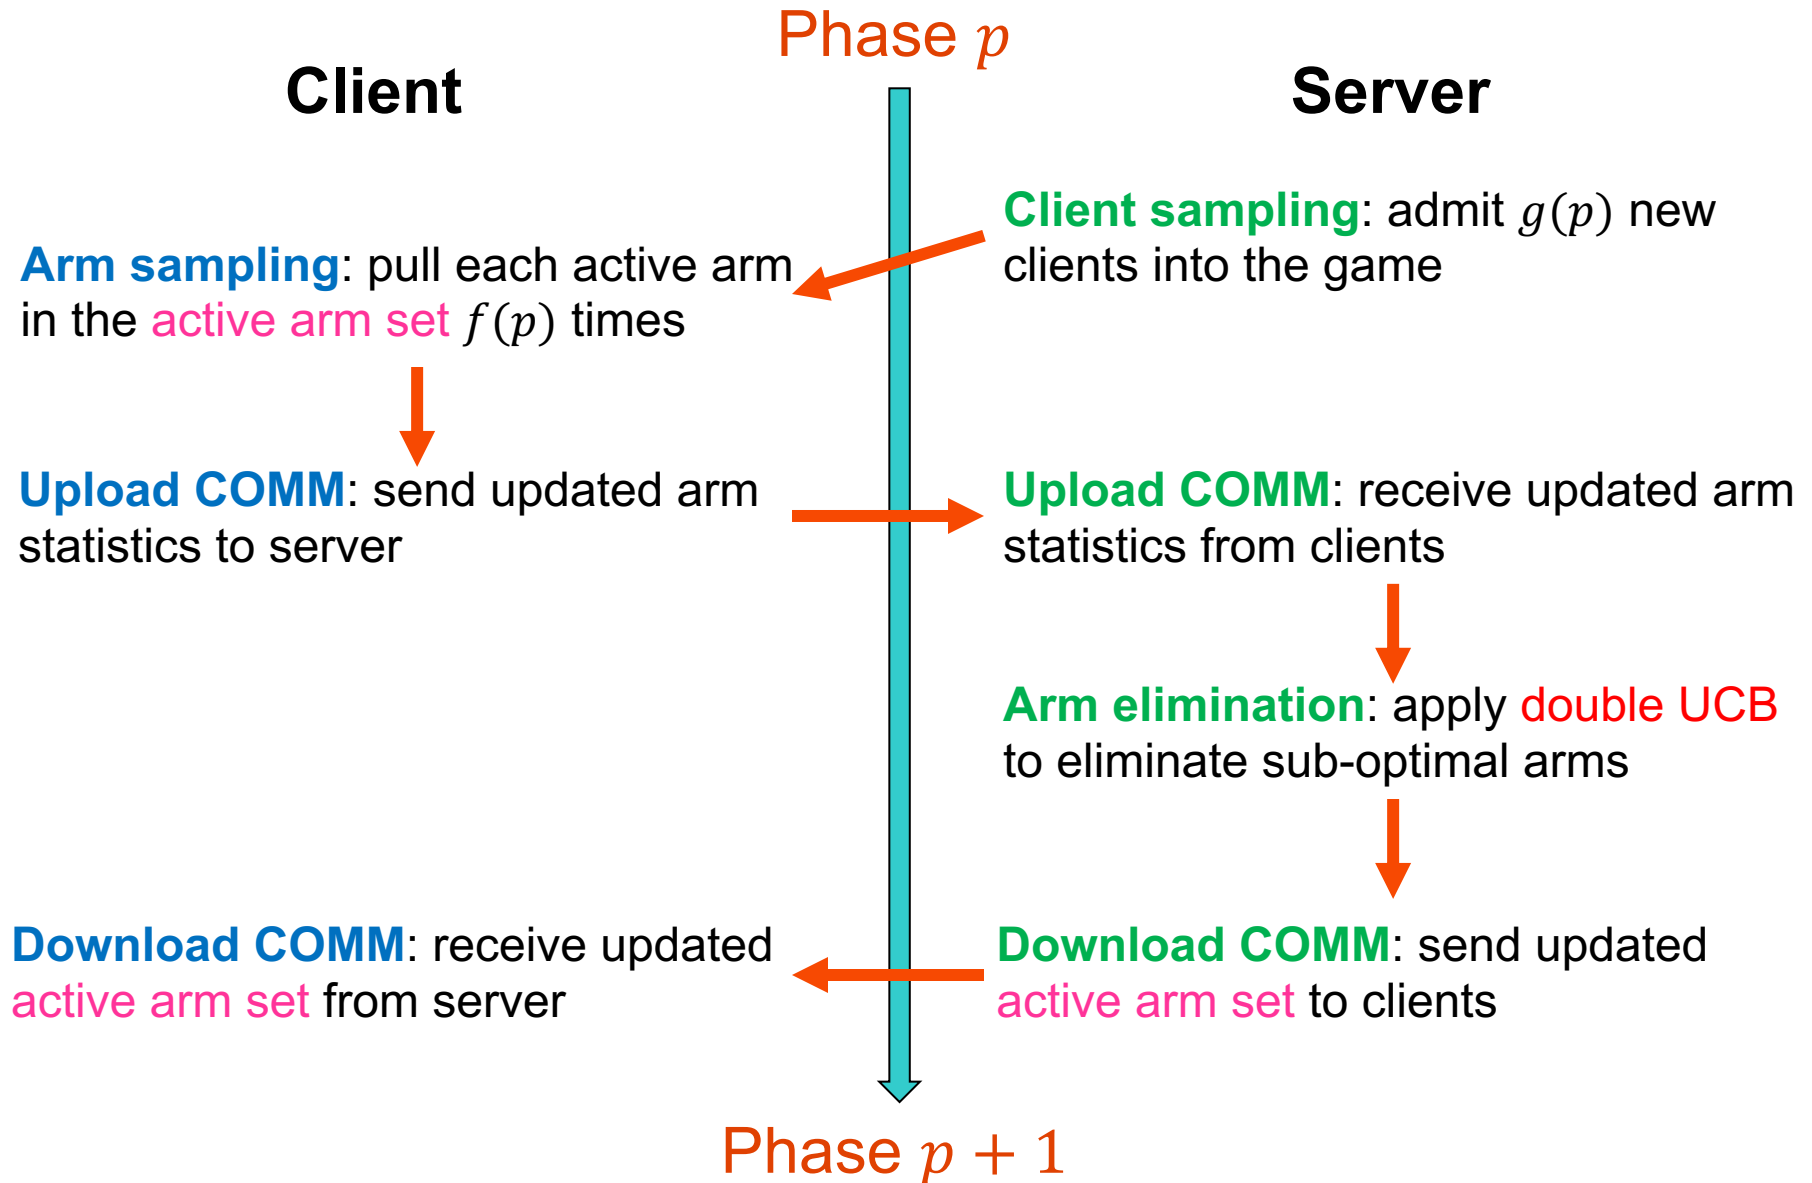 Phase p
Client
Server
Client sampling: admit g(p) new
clients into the game
Arm sampling: pull each active arm
in the active arm set f(p) times
Upload COMM: send updated arm
statistics to server
Upload COMM: receive updated arm
statistics from clients
Arm elimination: apply double UCB
to eliminate sub-optimal arms
Download COMM: receive updated
active arm set from server
Download COMM: send updated
active arm set to clients
Phase p + 1